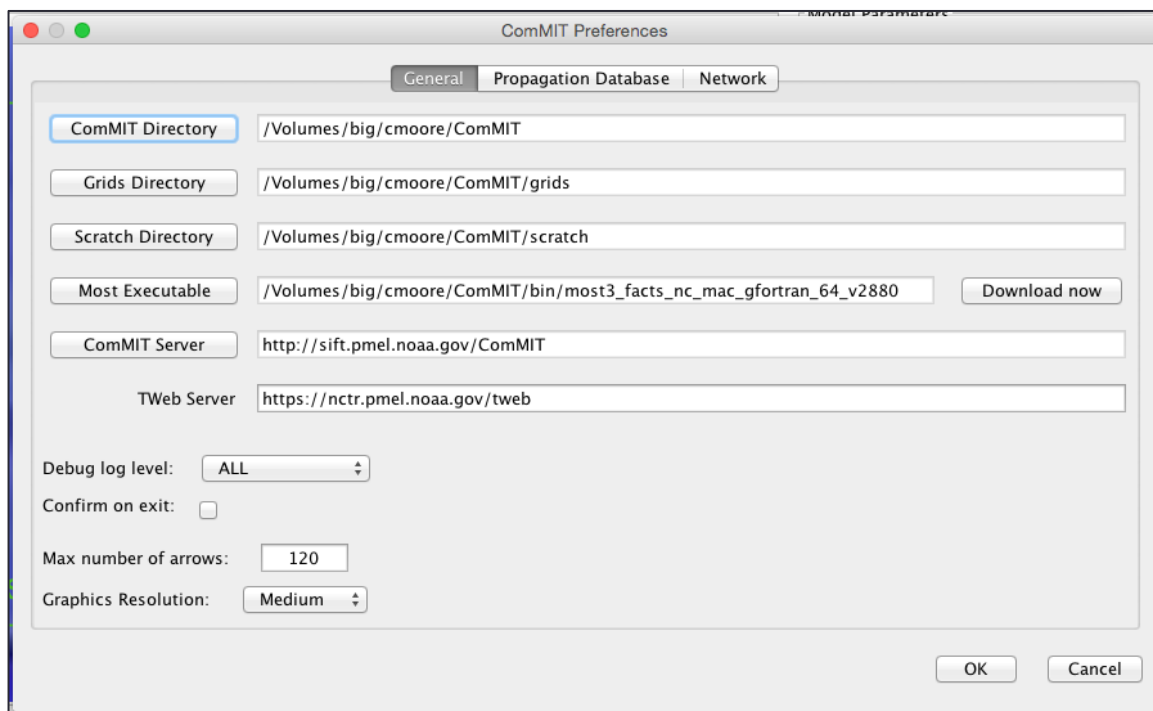 Model Parameters
ComMIT Preferences
General Propagation Database Network
ComMIT Directory /Volumes/big/cmoore/ComMIT
Grids Directory /Volumes/big/cmoore/ComMIT/grids
Scratch Directory /Volumes/big/cmoore/ComMIT/scratch
Most Executable /Volumes/big/cmoore/ComMIT/bin/most3_facts_nc_mac_gfortran_64_v2880 Download now
ComMIT Server http://sift.pmel.noaa.gov/ComMIT
TWeb Server https://nctr.pmel.noaa.gov/tweb
Debug log level: ALL
Confirm on exit:
Max number of arrows: 120
Graphics Resolution: Medium
OK Cancel